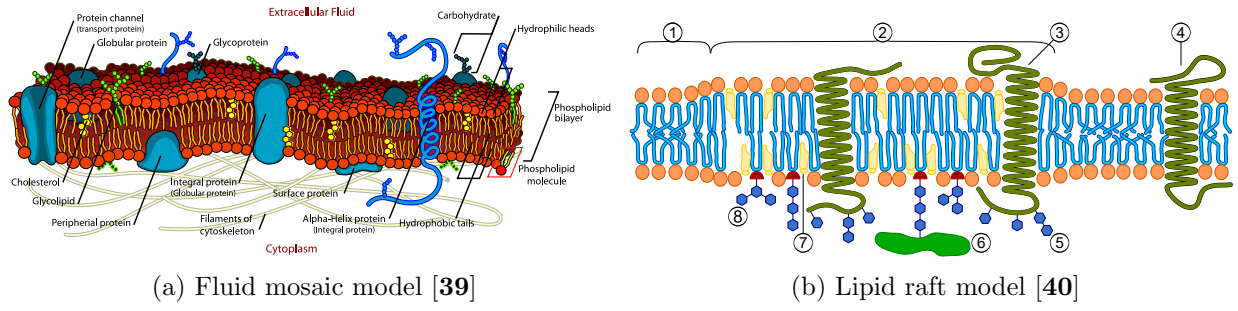 Extracellular Fluid
Protein channel
(transport protein)
Globular protein
Glycoprotein
Carbohydrate
Hydrophilic heads
Phospholipid
bilayer
Phospholipid
molecule
Cholesterol
Glycolipid
Peripherial protein
Integral protein
(Globular protein)
Filaments of
cytoskeleton
Surface protein
Alpha-Helix protein
(Integral protein)
Hydrophobic tails
Cytoplasm
(a) Fluid mosaic model [39]
1
2
3
4
8
7
6
5
(b) Lipid raft model [40]